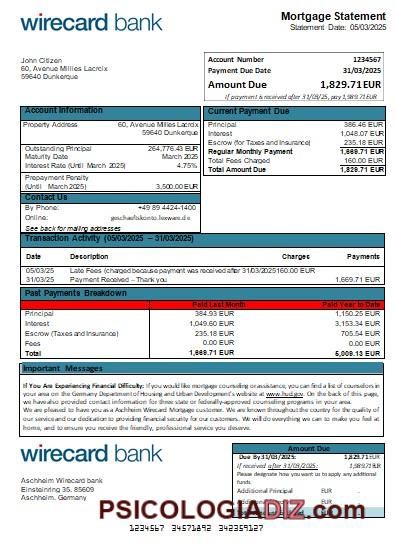 wirecard bank
Mortgage Statement
Statement Date: 05/03/2025
John Citizen
60, Avenue Millies Lacroix
59640 Dunkerque
Account Number 1234567
Payment Due Date 31/03/2025
Amount Due 1,829.71 EUR
If payment is received after 31/03/25, pay 1,989.71 EUR
Account Information
Property Address 60, Avenue Millies Lacroix
59640 Dunkerque
Outstanding Principal 264,776.43 EUR
Maturity Date March 2025
Interest Rate (Until March 2025) 4.75%
Prepayment Penalty
(Until March 2025) 3,500.00 EUR
Contact Us
By Phone: +49 89 4424-1400
Online: geschaeftskonto.lexware.de
See back for mailing addresses
Current Payment Due
Principal 386.46 EUR
Interest 1,048.07 EUR
Escrow (for Taxes and Insurance) 235.18 EUR
Regular Monthly Payment 1,669.71 EUR
Total Fees Charged 160.00 EUR
Total Amount Due 1,829.71 EUR
Transaction Activity (05/03/2025 – 31/03/2025)
Date Description Charges Payments
05/03/25 Late Fees (charged because payment was received after 31/03/2025 160.00 EUR
31/03/25 Payment Received – Thank you 1,669.71 EUR
Past Payments Breakdown
Paid Last Month Paid Year to Date
Principal 384.93 EUR 1,150.25 EUR
Interest 1,049.60 EUR 3,153.34 EUR
Escrow (Taxes and Insurance) 235.18 EUR 705.54 EUR
Fees 0.00 EUR 0.00 EUR
Total 1,669.71 EUR 5,009.13 EUR
Important Messages
If You Are Experiencing Financial Difficulty: If you would like mortgage counseling or assistance, you can find a list of counselors in
your area on the Germany Department of Housing and Urban Development's website at www.hud.gov. On the back of this page,
we have also provided contact information for three state or federally-approved counseling programs in your area.
We are pleased to have you as a Aschheim Wirecard Mortgage customer. We are known throughout the country for the quality of
our service and our dedication to providing financial security for our customers. We will do everything we can to make you feel at
home, and to ensure you receive the friendly, professional service you deserve.
wirecard bank
Aschheim Wirecard bank
Einsteinring 35. 85609
Aschheim. Germany
Amount Due
Due By 31/03/2025: 1,829.71 EUR
If received after 31/03/2025: 1,989.71 EUR
Please designate how you want us to apply any additional
funds.
Additional Principal EUR
Additional EUR
PSICOLOGIADIZ.com
1234567 34571892 342359127